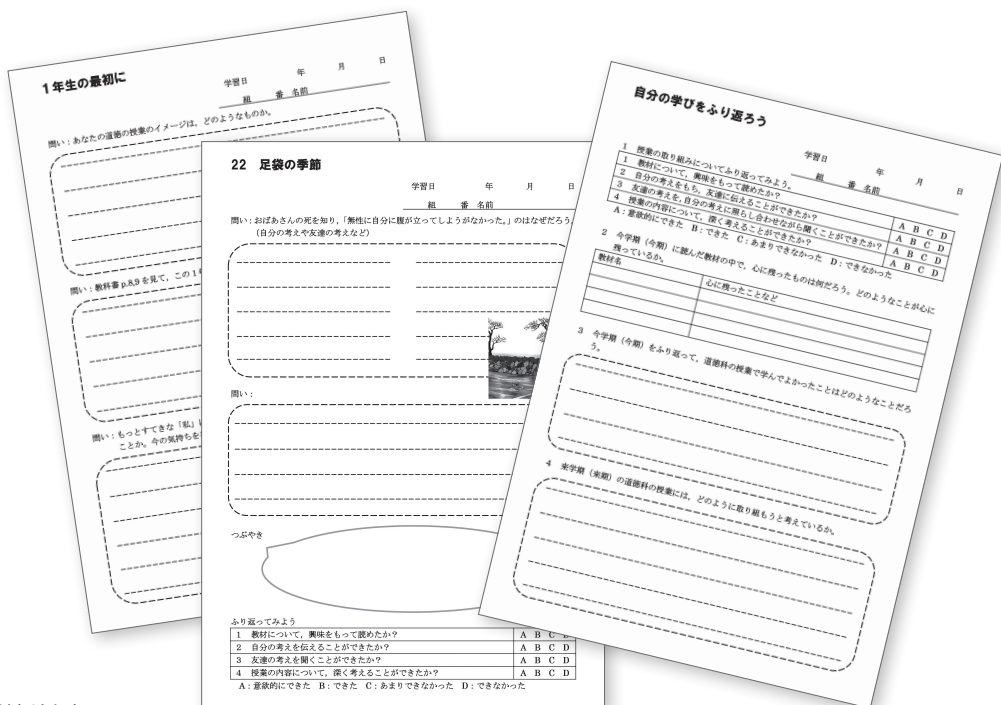 1年生の最初に
学習日 年 月 日
組 番 名前
問い：あなたの道徳の授業のイメージは，どのようなものか。
問い：教科書 p.8,9 を見て，この1
問い：もっとすてきな「私」
ことか。今の気持ちを
22 足袋の季節
学習日 年 月 日
組 番 名前
問い：おばあさんの死を知り，「無性に自分に腹が立ってしようがなかった。」のはなぜだろう
（自分の考えや友達の考えなど）
問い：
つぶやき
ふり返ってみよう
1 教材について，興味をもって読めたか？ A B C D
2 自分の考えを伝えることができたか？ A B C D
3 友達の考えを聞くことができたか？ A B C D
4 授業の内容について，深く考えることができたか？ A B C D
A：意欲的にできた B：できた C：あまりできなかった D：できなかった
自分の学びをふり返ろう
学習日 年 月 日
組 番 名前
1 授業の取り組みについてふり返ってみよう。
1 教材について，興味をもって読めたか？ A B C D
2 自分の考えをもち，友達に伝えることができたか？ A B C D
3 友達の考えを，自分の考えに照らし合わせながら聞くことができたか？ A B C D
4 授業の内容について，深く考えることができたか？ A B C D
A：意欲的にできた B：できた C：あまりできなかった D：できなかった
2 今学期（今期）に読んだ教材の中で，心に残ったものは何だろう。どのようなことが心に
残っているか。
教材名 心に残ったことなど
3 今学期（今期）をふり返って，道徳科の授業で学んでよかったことはどのようなことだろ
う。
4 来学期（来期）の道徳科の授業には，どのように取り組もうと考えているか。